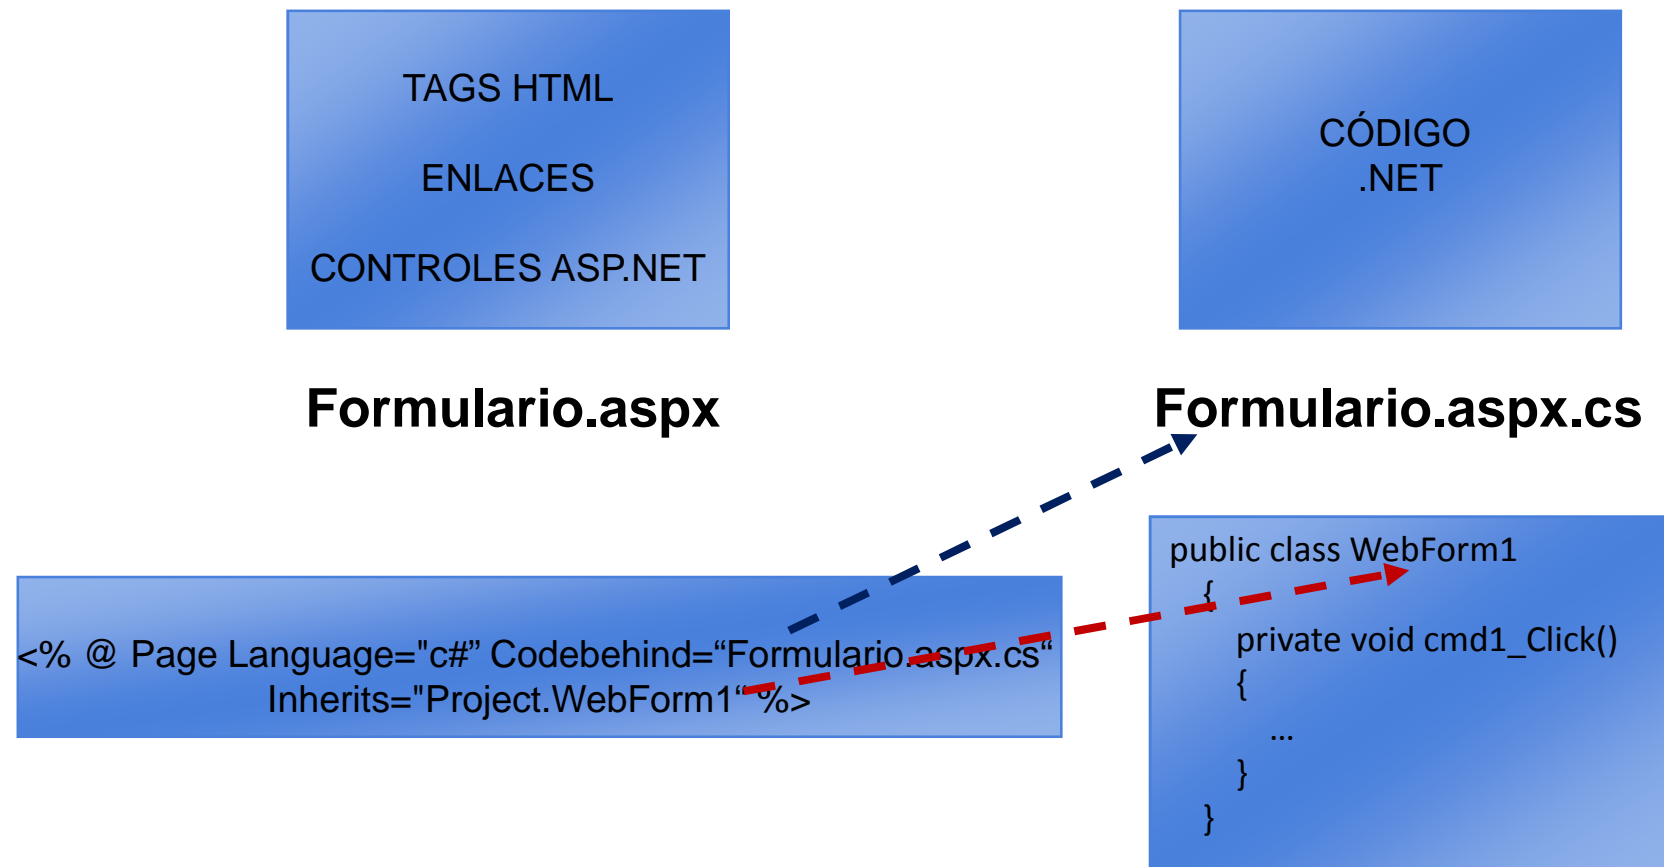 TAGS HTML
ENLACES
CONTROLES ASP.NET
CÓDIGO
.NET
Formulario.aspx
Formulario.aspx.cs
<% @ Page Language="c#” Codebehind=“Formulario.aspx.cs“
Inherits="Project.WebForm1“ %>
public class WebForm1
{
private void cmd1_Click()
{
...
}
}